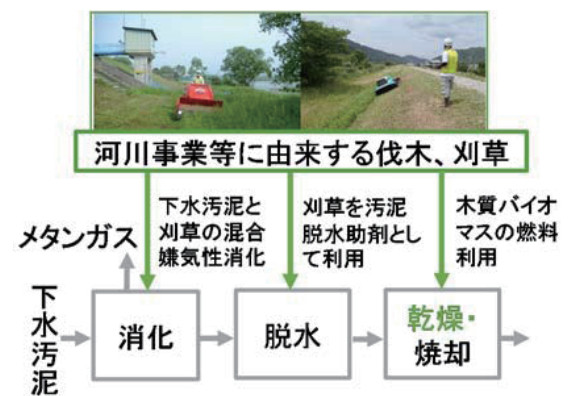 河川事業等に由来する伐木、刈草
下水汚泥と
刈草の混合
嫌気性消化
刈草を汚泥
脱水助剤とし
て利用
木質バイオ
マスの燃料
利用
メタンガス
下水汚泥
消化
脱水
乾燥・
焼却